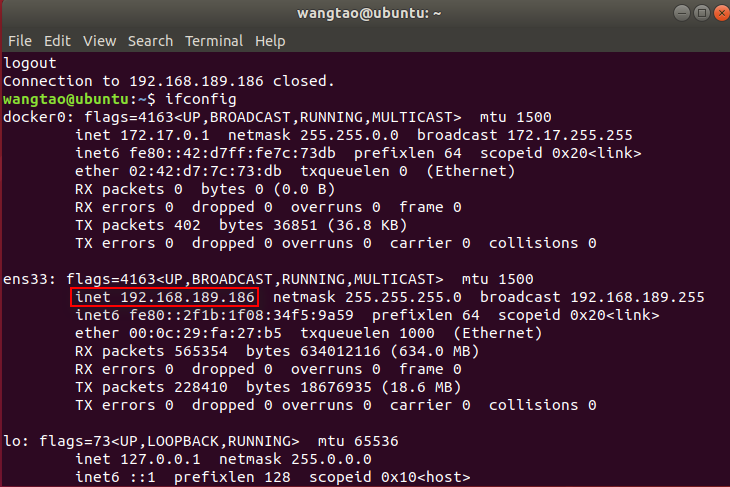 wangtao@ubuntu: ~
File Edit View Search Terminal Help
logout
Connection to 192.168.189.186 closed.
wangtao@ubuntu:~$ ifconfig
docker0: flags=4163<UP,BROADCAST,RUNNING,MULTICAST>  mtu 1500
        inet 172.17.0.1  netmask 255.255.0.0  broadcast 172.17.255.255
        inet6 fe80::42:d7ff:fe7c:73db  prefixlen 64  scopeid 0x20<link>
        ether 02:42:d7:7c:73:db  txqueuelen 0  (Ethernet)
        RX packets 0  bytes 0 (0.0 B)
        RX errors 0  dropped 0  overruns 0  frame 0
        TX packets 402  bytes 36851 (36.8 KB)
        TX errors 0  dropped 0 overruns 0  carrier 0  collisions 0
ens33: flags=4163<UP,BROADCAST,RUNNING,MULTICAST>  mtu 1500
        inet 192.168.189.186  netmask 255.255.255.0  broadcast 192.168.189.255
        inet6 fe80::2f1b:1f08:34f5:9a59  prefixlen 64  scopeid 0x20<link>
        ether 00:0c:29:fa:27:b5  txqueuelen 1000  (Ethernet)
        RX packets 565354  bytes 634012116 (634.0 MB)
        RX errors 0  dropped 0  overruns 0  frame 0
        TX packets 228410  bytes 18676935 (18.6 MB)
        TX errors 0  dropped 0 overruns 0  carrier 0  collisions 0
lo: flags=73<UP,LOOPBACK,RUNNING>  mtu 65536
        inet 127.0.0.1  netmask 255.0.0.0
        inet6 ::1  prefixlen 128  scopeid 0x10<host>